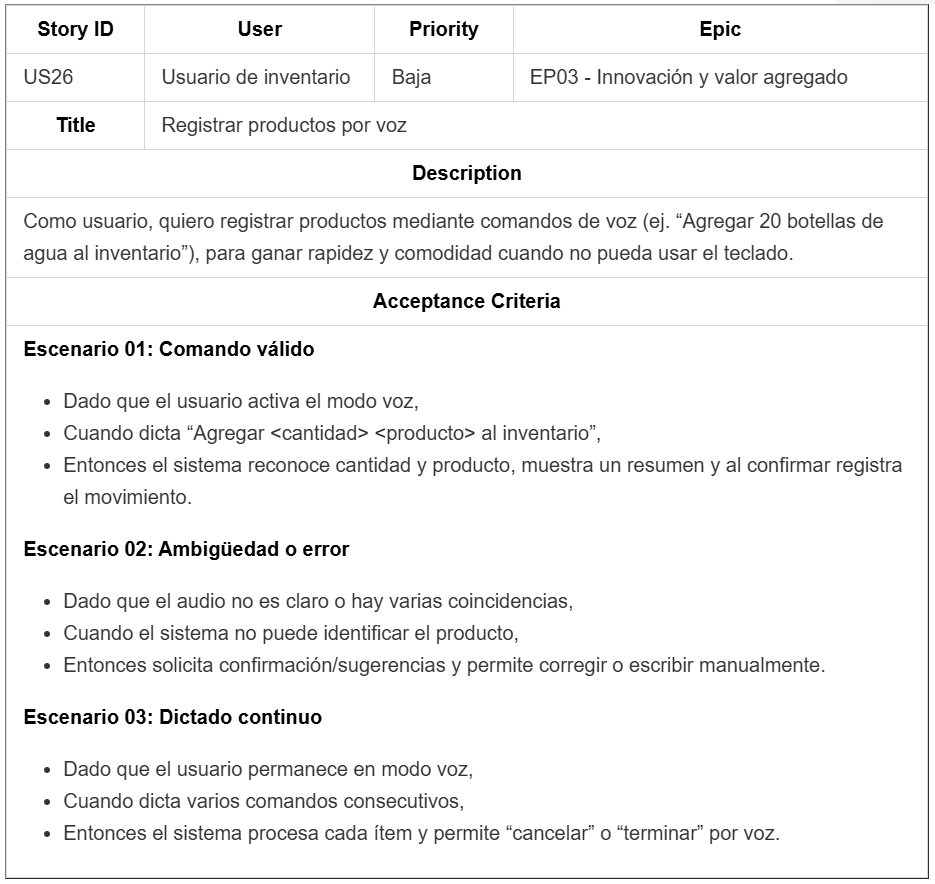 Story ID User Priority Epic
US26 Usuario de inventario Baja EP03 - Innovación y valor agregado
Title Registrar productos por voz
Description
Como usuario, quiero registrar productos mediante comandos de voz (ej. “Agregar 20 botellas de
agua al inventario”), para ganar rapidez y comodidad cuando no pueda usar el teclado.
Acceptance Criteria
Escenario 01: Comando válido
• Dado que el usuario activa el modo voz,
• Cuando dicta “Agregar <cantidad> <producto> al inventario”,
• Entonces el sistema reconoce cantidad y producto, muestra un resumen y al confirmar registra
el movimiento.
Escenario 02: Ambigüedad o error
• Dado que el audio no es claro o hay varias coincidencias,
• Cuando el sistema no puede identificar el producto,
• Entonces solicita confirmación/sugerencias y permite corregir o escribir manualmente.
Escenario 03: Dictado continuo
• Dado que el usuario permanece en modo voz,
• Cuando dicta varios comandos consecutivos,
• Entonces el sistema procesa cada ítem y permite “cancelar” o “terminar” por voz.